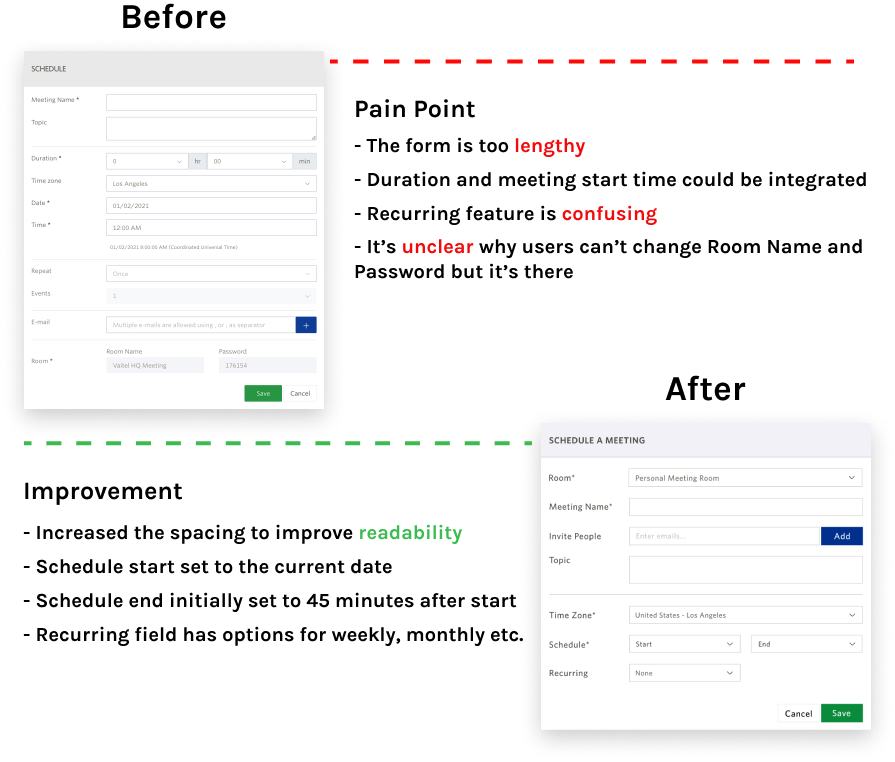 Before
SCHEDULE
Meeting Name *
Topic
Duration *
0
hr
00
min
Time zone
Los Angeles
Date *
01/02/2021
Time *
12:00 AM
01/02/2021 8:00:00 AM (Coordinated Universal Time)
Repeat
Once
Events
1
E-mail
Multiple e-mails are allowed using , or ; as separator
+
Room *
Room Name
Password
Valtel HQ Meeting
176154
Save
Cancel
Pain Point
- The form is too lengthy
- Duration and meeting start time could be integrated
- Recurring feature is confusing
- It's unclear why users can't change Room Name and
Password but it's there
Improvement
- Increased the spacing to improve readability
- Schedule start set to the current date
- Schedule end initially set to 45 minutes after start
- Recurring field has options for weekly, monthly etc.
After
SCHEDULE A MEETING
Room*
Personal Meeting Room
Meeting Name*
Invite People
Enter emails...
Add
Topic
Time Zone*
United States - Los Angeles
Schedule*
Start
End
Recurring
None
Cancel
Save